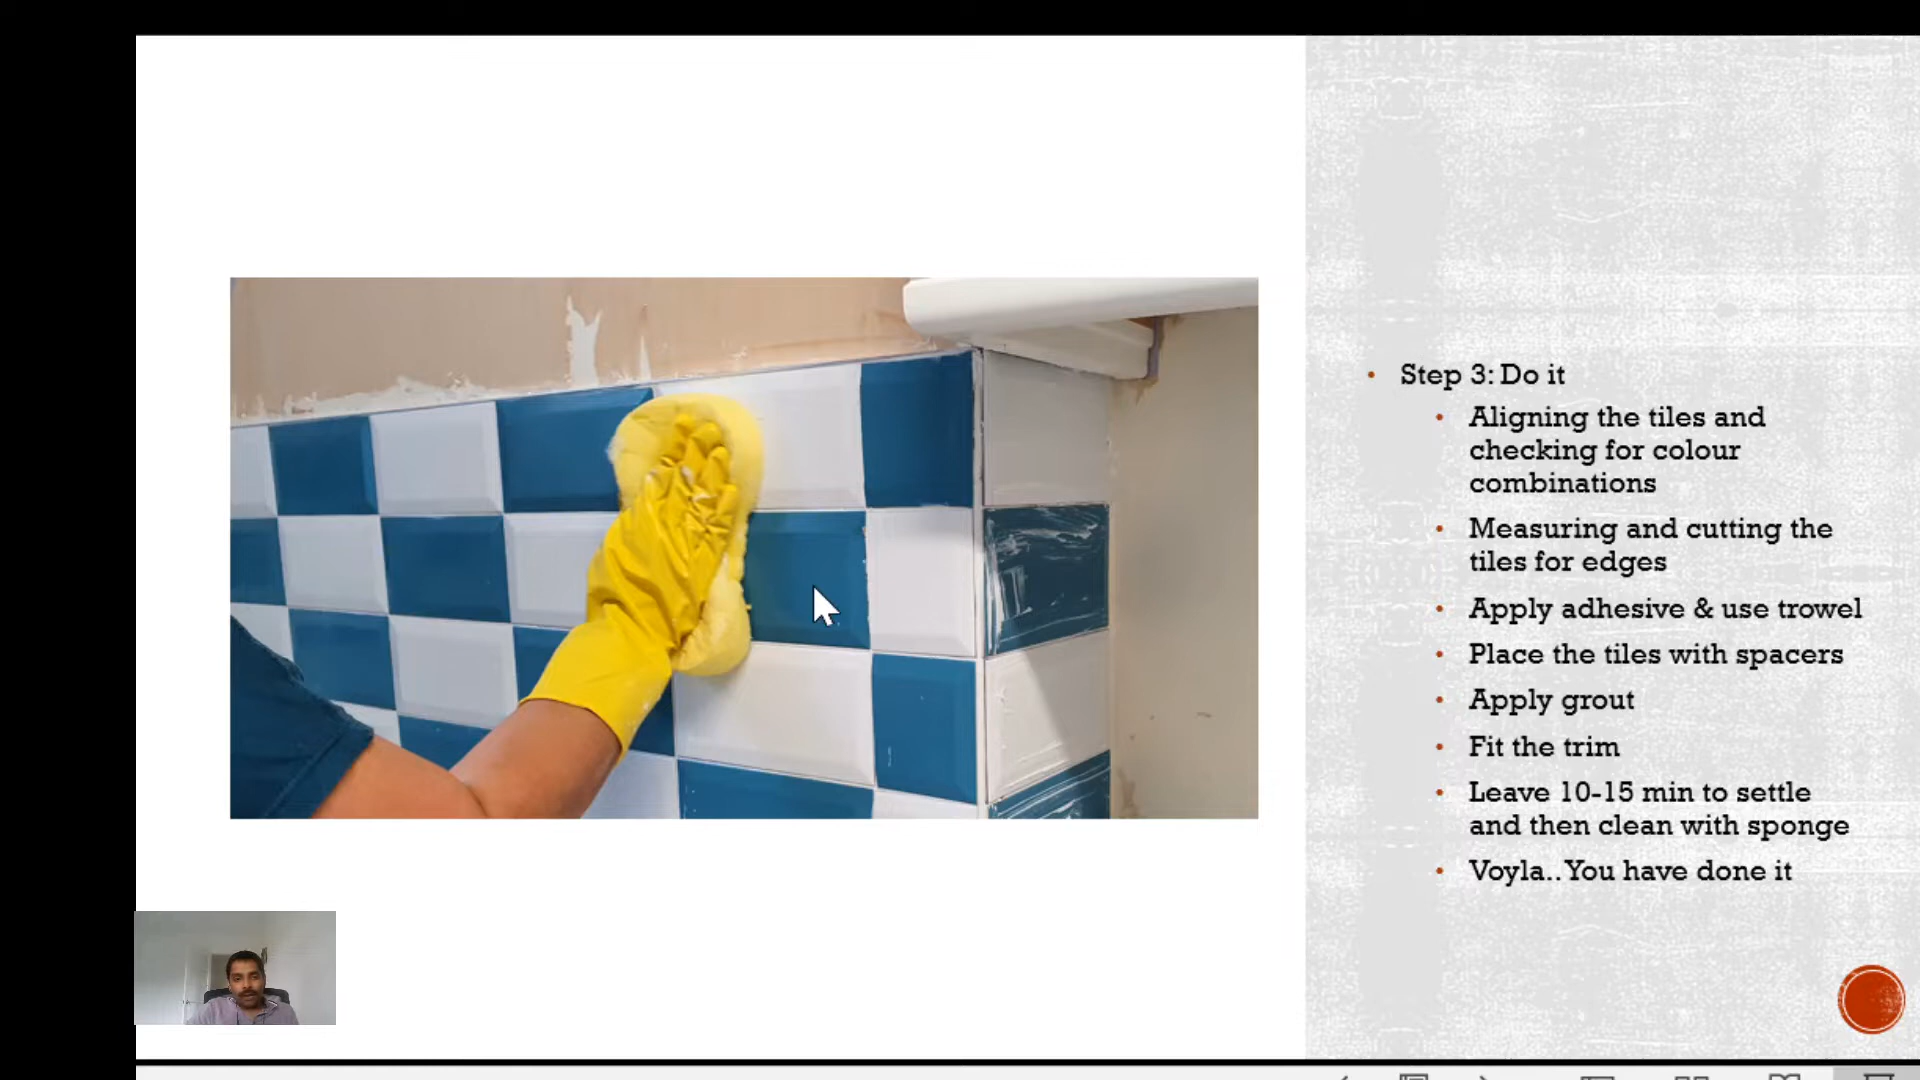 Step 3: Do it
Aligning the tiles and
checking for colour
combinations
Measuring and cutting the
tiles for edges
Apply adhesive & use trowel
Place the tiles with spacers
Apply grout
Fit the trim
Leave 10-15 min to settle
and then clean with sponge
Voyla..You have done it